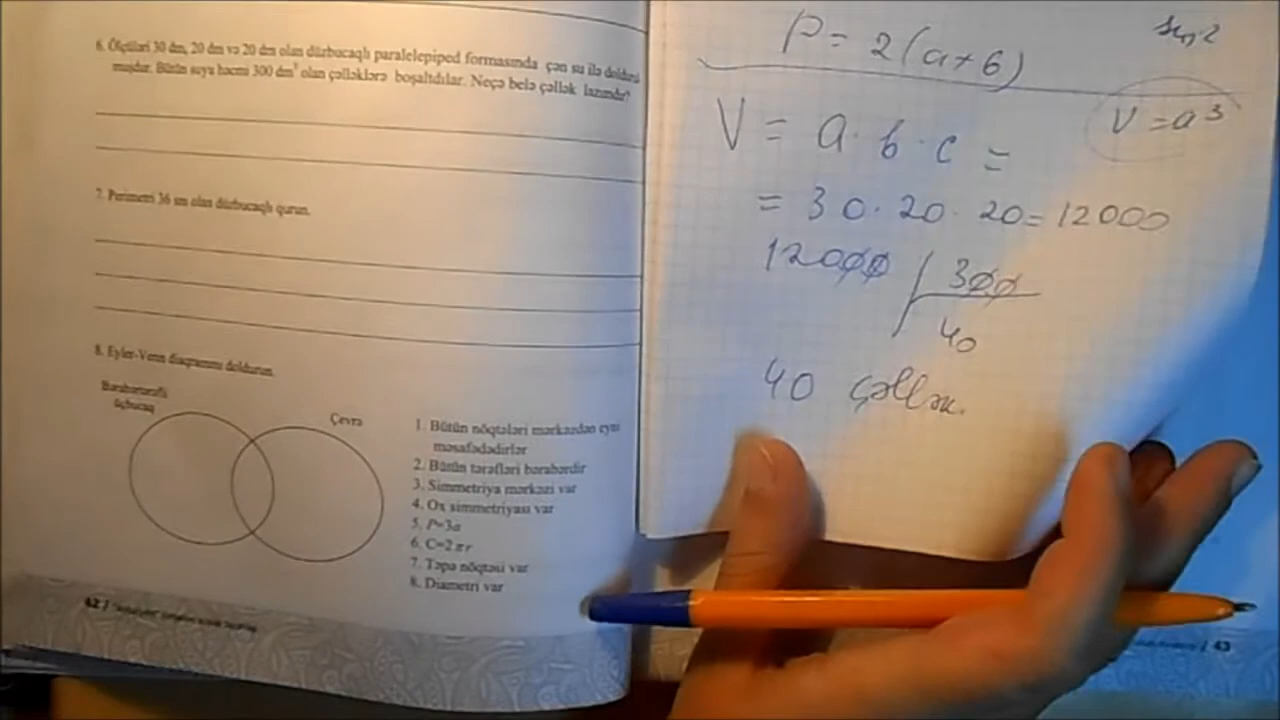 6. Ölçüləri 30 dm, 20 dm və 20 dm olan düzbucaqlı paralelepiped formasında çən su ilə doldurul
muşdur. Bütün suyu həcmi 300 dm³ olan çəlləklərə boşaltdılar. Neçə belə çəllək lazımdır?
7. Perimetri 36 sm olan düzbucaqlı qurun.
8. Eyler-Venn diaqramını doldurun.
Bərabərtərəfli
üçbucaq
Çevrə
1. Bütün nöqtələri mərkəzdən eyni
məsafədədirlər
2. Bütün tərəfləri bərabərdir
3. Simmetriya mərkəzi var
4. Ox simmetriyası var
5. P=3a
6. C=2πr
7. Təpə nöqtəsi var
8. Diametri var
62 /
P = 2(a+b)
V = a³
V = a · b · c =
= 30 · 20 · 20 = 12000
12000 300
40
40 çəllək.
/ 43